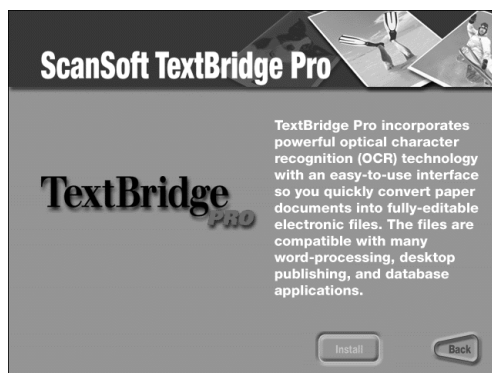 ScanSoft TextBridge Pro
TextBridge Pro incorporates
powerful optical character
recognition (OCR) technology
with an easy-to-use interface
so you quickly convert paper
documents into fully-editable
electronic files. The files are
compatible with many
word-processing, desktop
publishing, and database
applications.
TextBridge
PRO
Install
Back